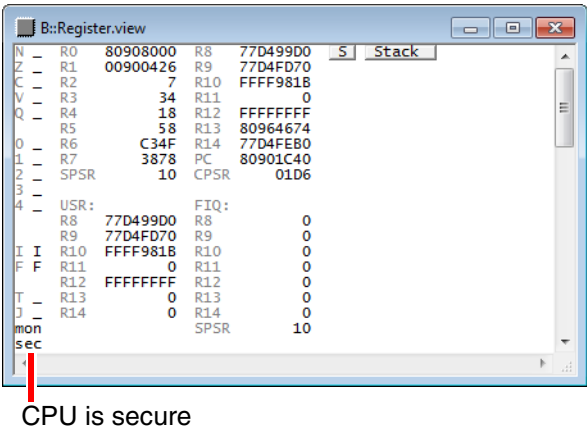 B::Register.view
N _ R0 80908000 R8 77D499D0 S Stack
Z _ R1 00900426 R9 77D4FD70
C _ R2 7 R10 FFFF981B
V _ R3 34 R11 0
Q _ R4 18 R12 FFFFFFFF
R5 58 R13 80964674
0 _ R6 C34F R14 77D4FEB0
1 _ R7 3878 PC 80901C40
2 _ SPSR 10 CPSR 01D6
3 _
4 _ USR: FIQ:
R8 77D499D0 R8 0
R9 77D4FD70 R9 0
I I R10 FFFF981B R10 0
F F R11 0 R11 0
R12 FFFFFFFF R12 0
T _ R13 0 R13 0
J _ R14 0 R14 0
mon SPSR 10
sec
CPU is secure